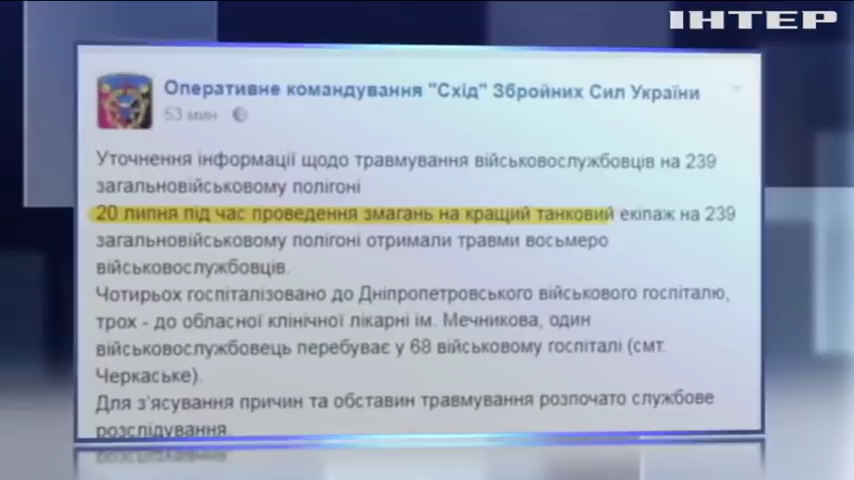 ІНТЕР
Оперативне командування "Схід" Збройних Сил України
53 мин
Уточнення інформації щодо травмування військовослужбовців на 239
загальновійськовому полігоні
20 липня під час проведення змагань на кращий танковий екіпаж на 239
загальновійськовому полігоні отримали травми восьмеро
військовослужбовців.
Чотирьох госпіталізовано до Дніпропетровського військового госпіталю,
трох - до обласної клінічної лікарні ім. Мечникова, один
військовослужбовець перебуває у 68 військовому госпіталі (смт.
Черкаське).
Для з'ясування причин та обставин травмування розпочато службове
розслідування.